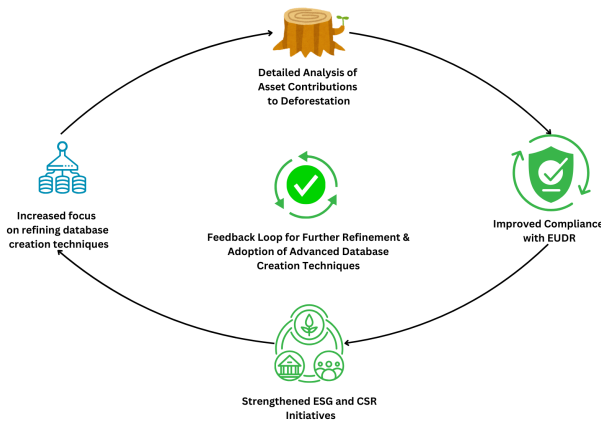 Detailed Analysis of
Asset Contributions
to Deforestation
Increased focus
on refining database
creation techniques
Feedback Loop for Further Refinement &
Adoption of Advanced Database
Creation Techniques
Improved Compliance
with EUDR
Strengthened ESG and CSR
Initiatives